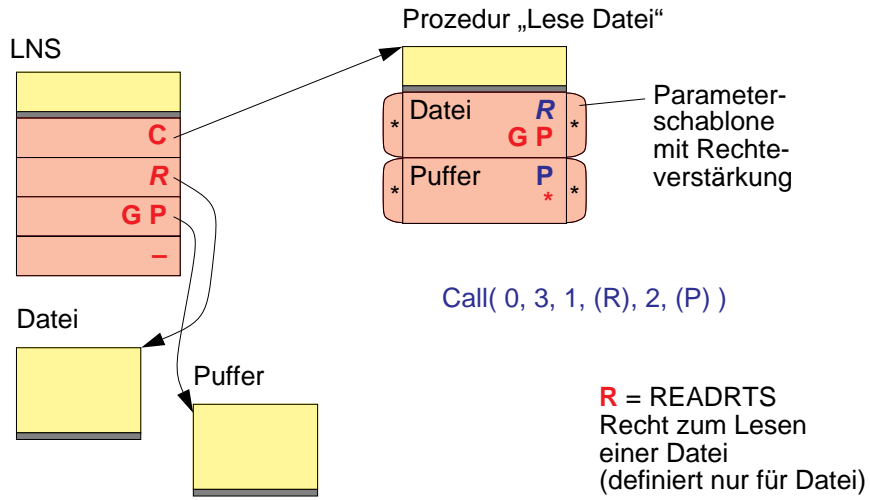 Prozedur „Lese Datei“
LNS
C
R
G P
–
* Datei R *
G P
* Puffer P *
*
Parameter-
schablone
mit Rechte-
verstärkung
Call( 0, 3, 1, (R), 2, (P) )
Datei
Puffer
R = READRTS
Recht zum Lesen
einer Datei
(definiert nur für Datei)